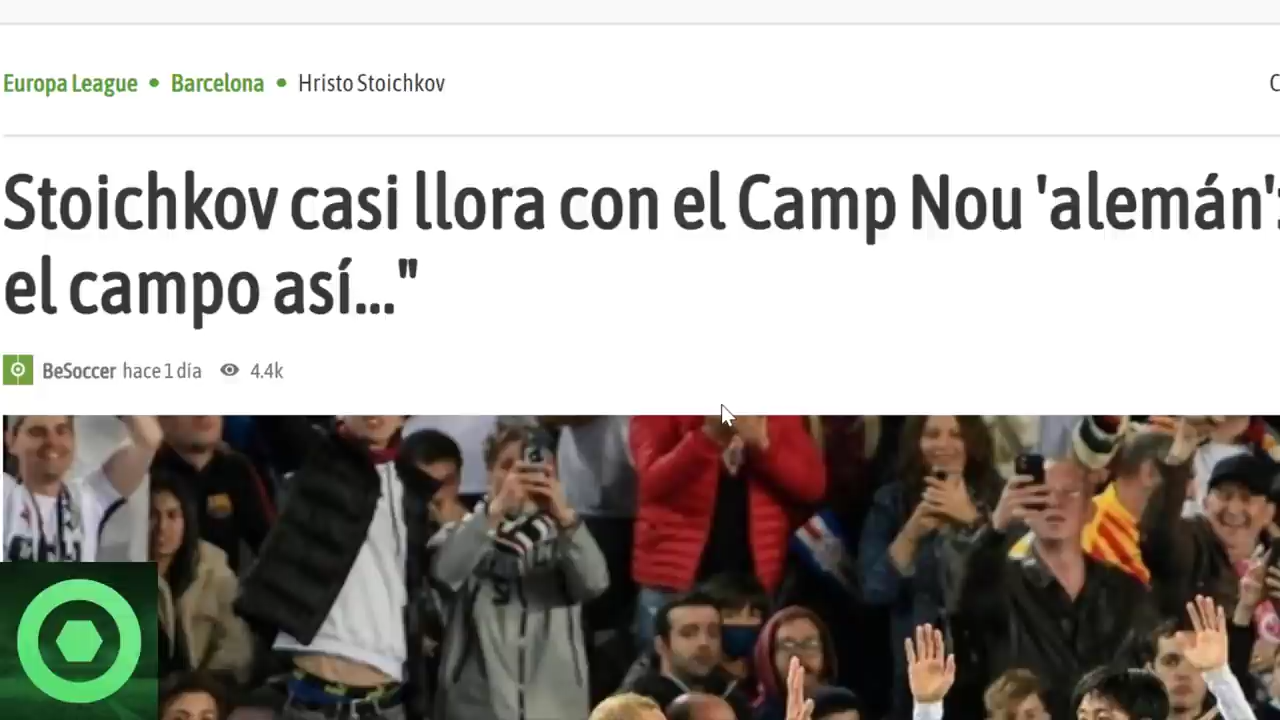 Europa League • Barcelona • Hristo Stoichkov
Stoichkov casi llora con el Camp Nou 'alemán':
el campo así..."
BeSoccer hace 1 día 4.4k